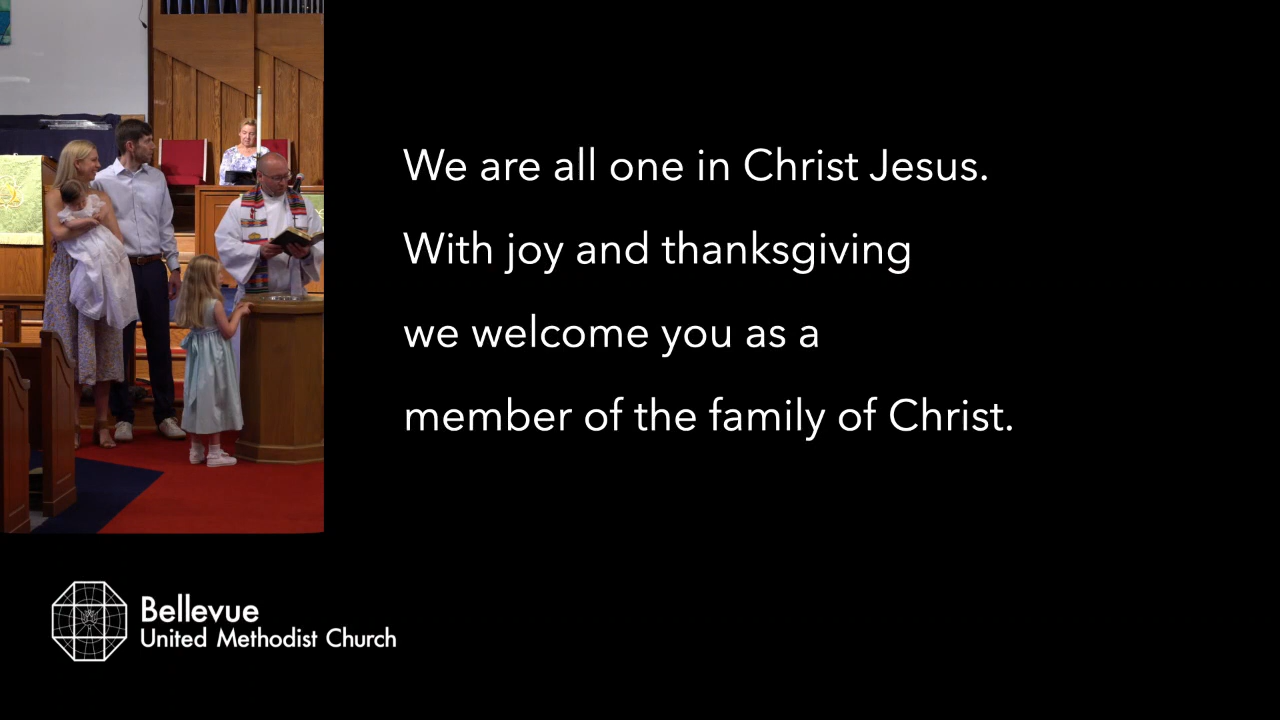 We are all one in Christ Jesus.
With joy and thanksgiving
we welcome you as a
member of the family of Christ.
Bellevue
United Methodist Church